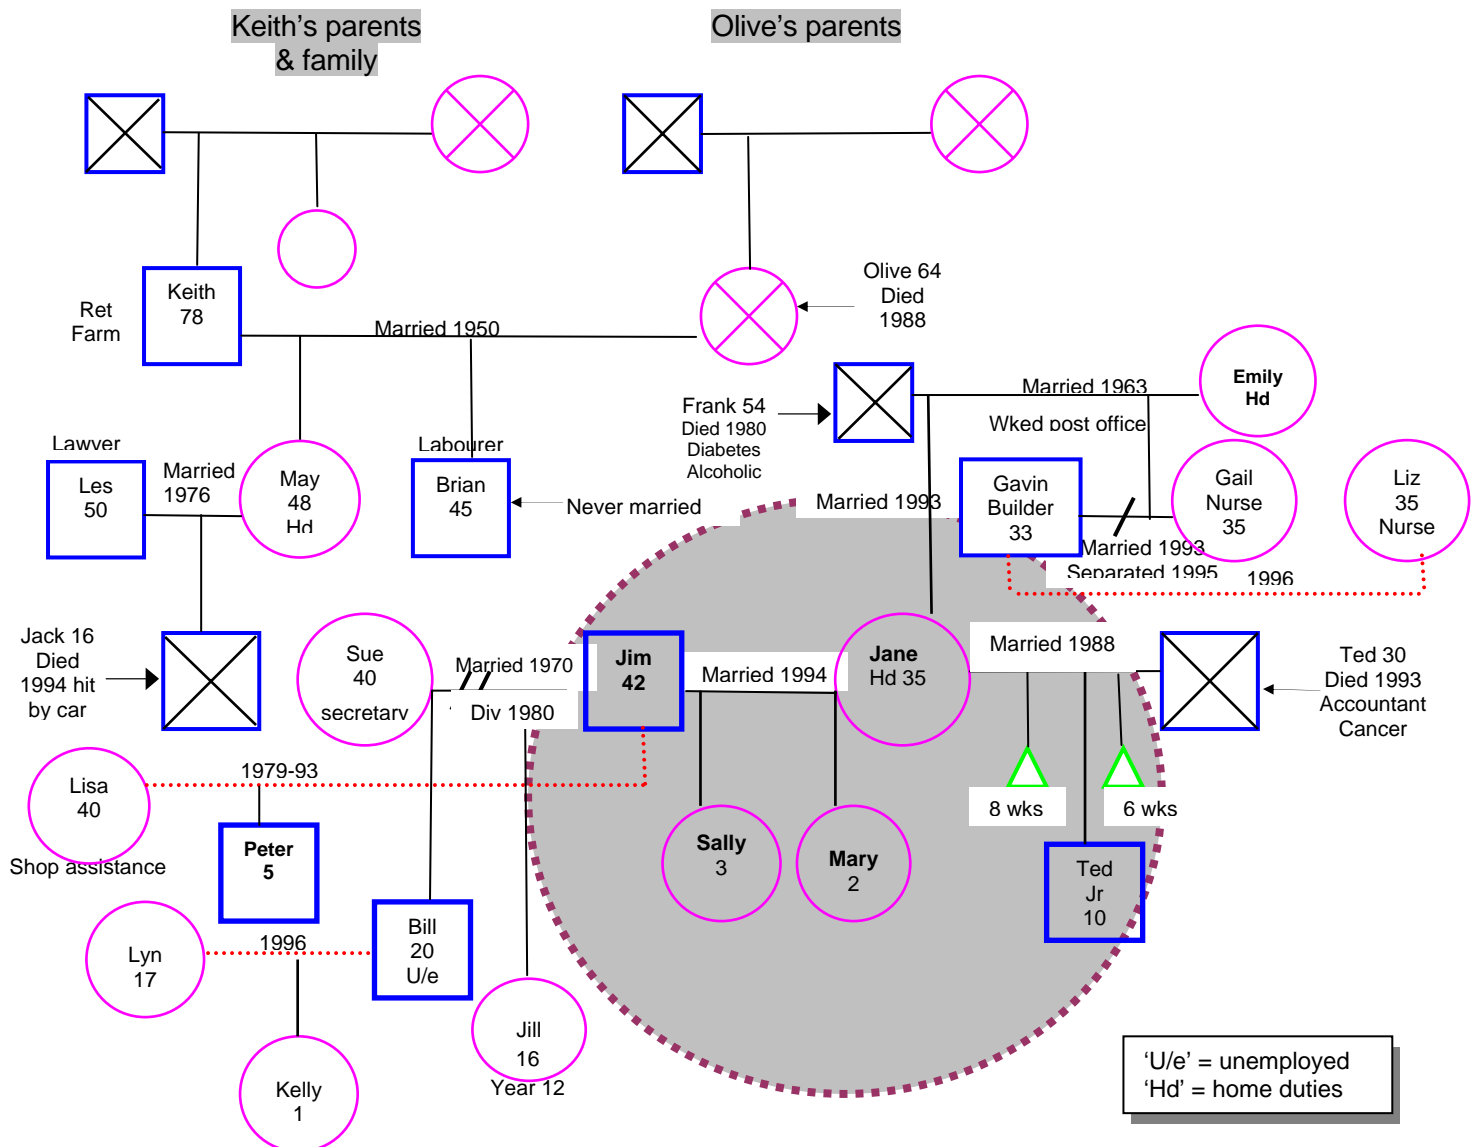 Keith's parents
& family
Olive's parents
Keith
78
Ret
Farm
Married 1950
Olive 64
Died
1988
Frank 54
Died 1980
Diabetes
Alcoholic
Married 1963
Emily
Hd
Wked post office
Lawyer
Les
50
Married
1976
May
48
Hd
Labourer
Brian
45
Never married
Married 1993
Gavin
Builder
33
Gail
Nurse
35
Liz
35
Nurse
Married 1993
Separated 1995
1996
Jack 16
Died
1994 hit
by car
Sue
40
secretary
Married 1970
Div 1980
Jim
42
Married 1994
Jane
Hd 35
Married 1988
Ted 30
Died 1993
Accountant
Cancer
Lisa
40
Shop assistance
1979-93
Peter
5
Sally
3
Mary
2
8 wks
6 wks
Ted
Jr
10
Lyn
17
1996
Bill
20
U/e
Jill
16
Year 12
Kelly
1
'U/e' = unemployed
'Hd' = home duties